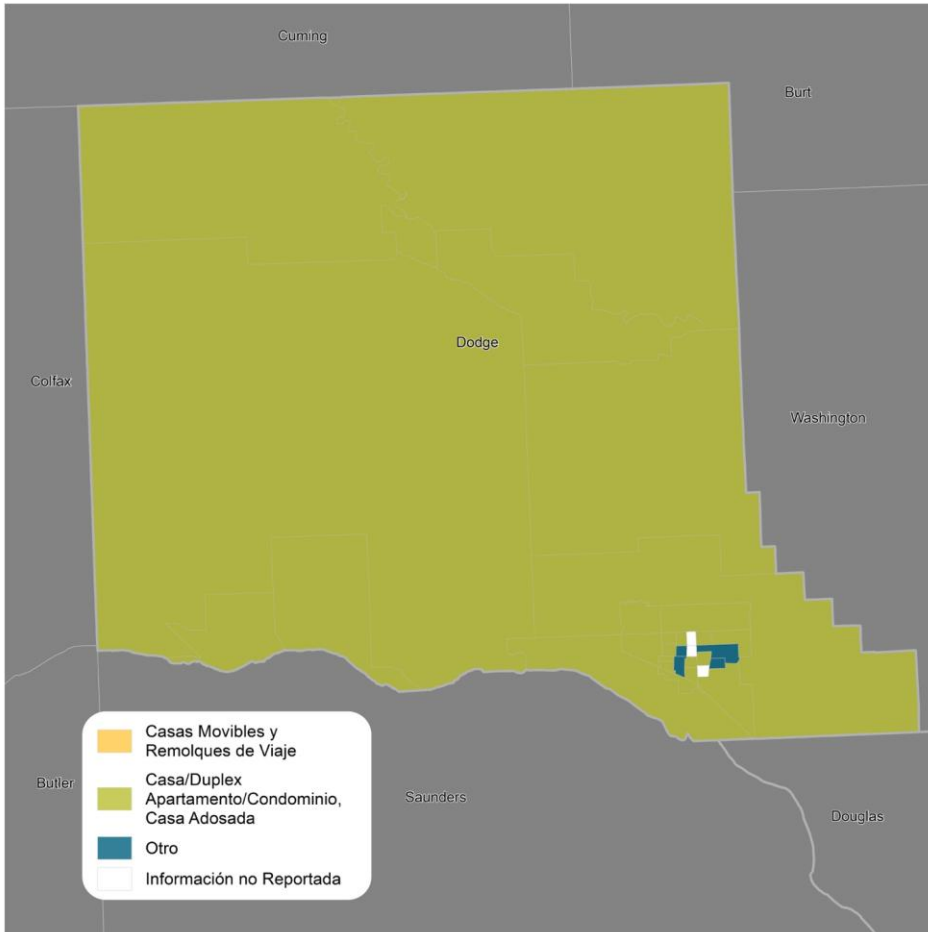 Cuming
Burt
Dodge
Colfax
Washington
Casas Movibles y
Remolques de Viaje
Casa/Duplex
Apartamento/Condominio,
Casa Adosada
Otro
Información no Reportada
Butler
Saunders
Douglas